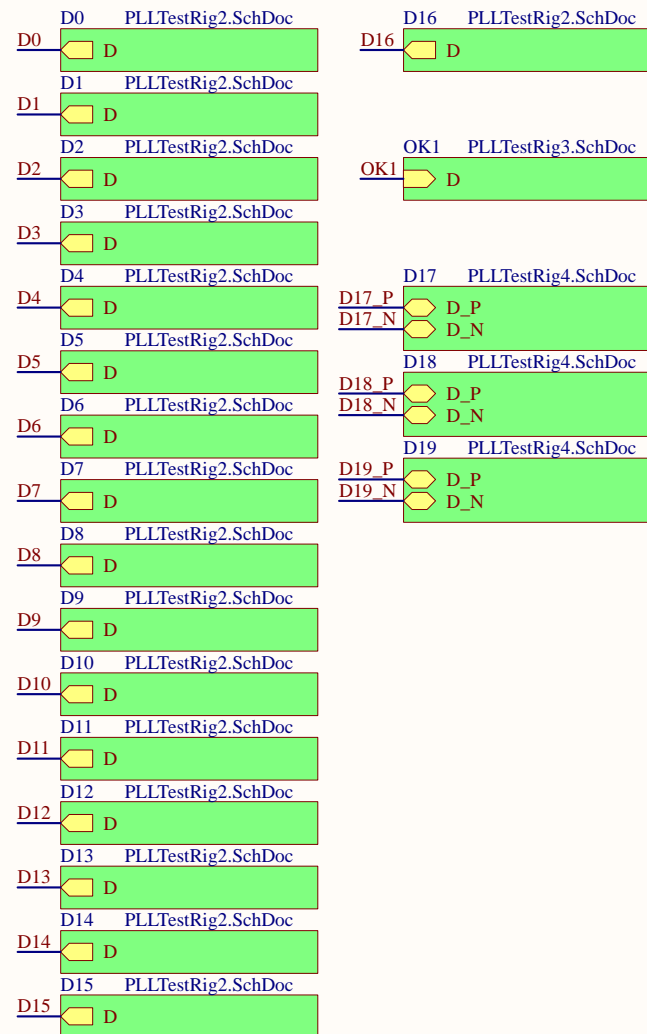 D0 PLLTestRig2.SchDoc
D0 D
D1 PLLTestRig2.SchDoc
D1 D
D2 PLLTestRig2.SchDoc
D2 D
D3 PLLTestRig2.SchDoc
D3 D
D4 PLLTestRig2.SchDoc
D4 D
D5 PLLTestRig2.SchDoc
D5 D
D6 PLLTestRig2.SchDoc
D6 D
D7 PLLTestRig2.SchDoc
D7 D
D8 PLLTestRig2.SchDoc
D8 D
D9 PLLTestRig2.SchDoc
D9 D
D10 PLLTestRig2.SchDoc
D10 D
D11 PLLTestRig2.SchDoc
D11 D
D12 PLLTestRig2.SchDoc
D12 D
D13 PLLTestRig2.SchDoc
D13 D
D14 PLLTestRig2.SchDoc
D14 D
D15 PLLTestRig2.SchDoc
D15 D
D16 PLLTestRig2.SchDoc
D16 D
OK1 PLLTestRig3.SchDoc
OK1 D
D17 PLLTestRig4.SchDoc
D17_P D_P
D17_N D_N
D18 PLLTestRig4.SchDoc
D18_P D_P
D18_N D_N
D19 PLLTestRig4.SchDoc
D19_P D_P
D19_N D_N